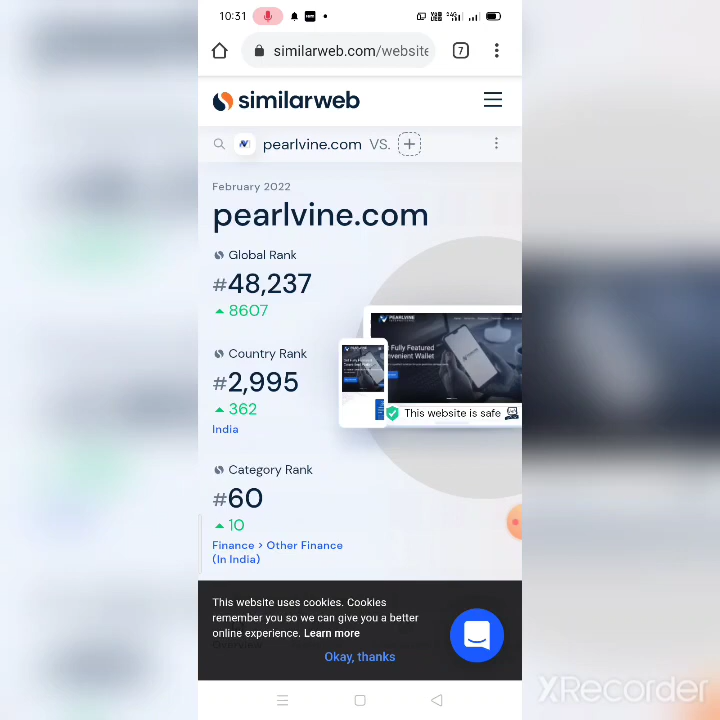 10:31
similarweb.com/website
7
similarweb
pearlvine.com VS.
February 2022
pearlvine.com
Global Rank
#48,237
8607
Country Rank
#2,995
362
India
PEARLVINE
Fully Featured
Convenient Wallet
This website is safe
Category Rank
#60
10
Finance > Other Finance
(In India)
This website uses cookies. Cookies
remember you so we can give you a better
online experience. Learn more
Okay, thanks
XRecorder